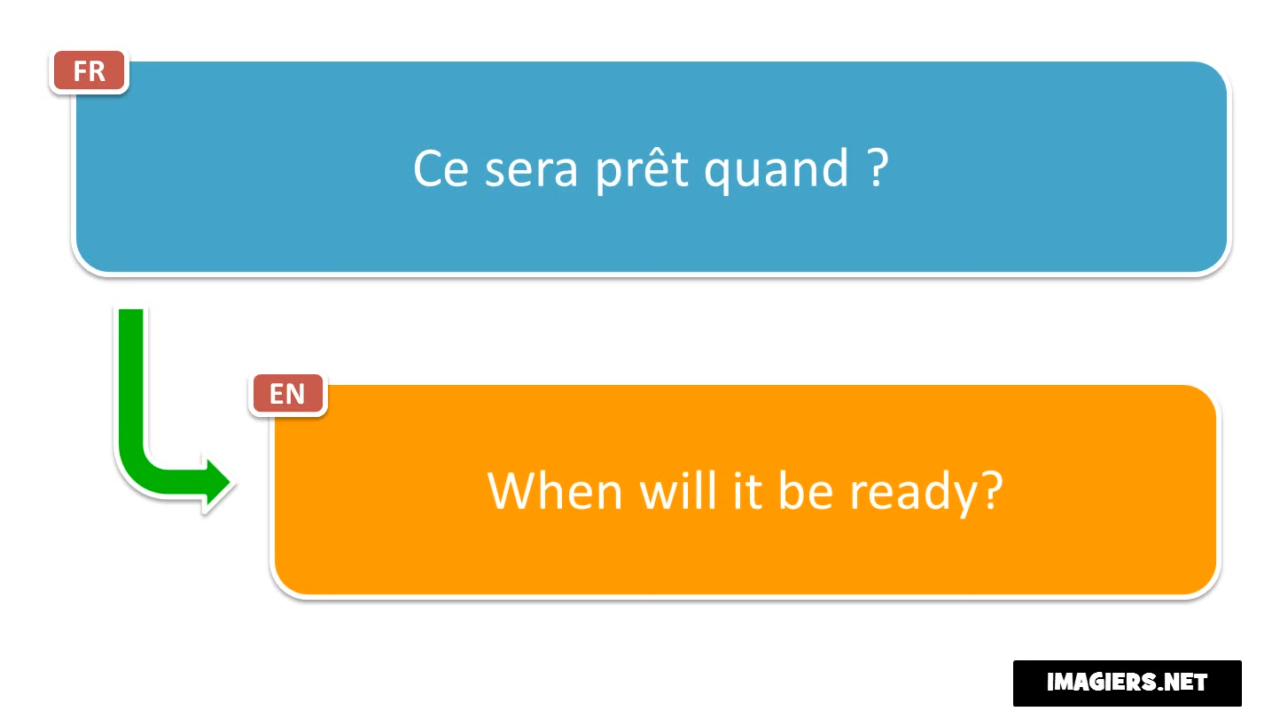 FR
Ce sera prêt quand ?
EN
When will it be ready?
IMAGIERS.NET